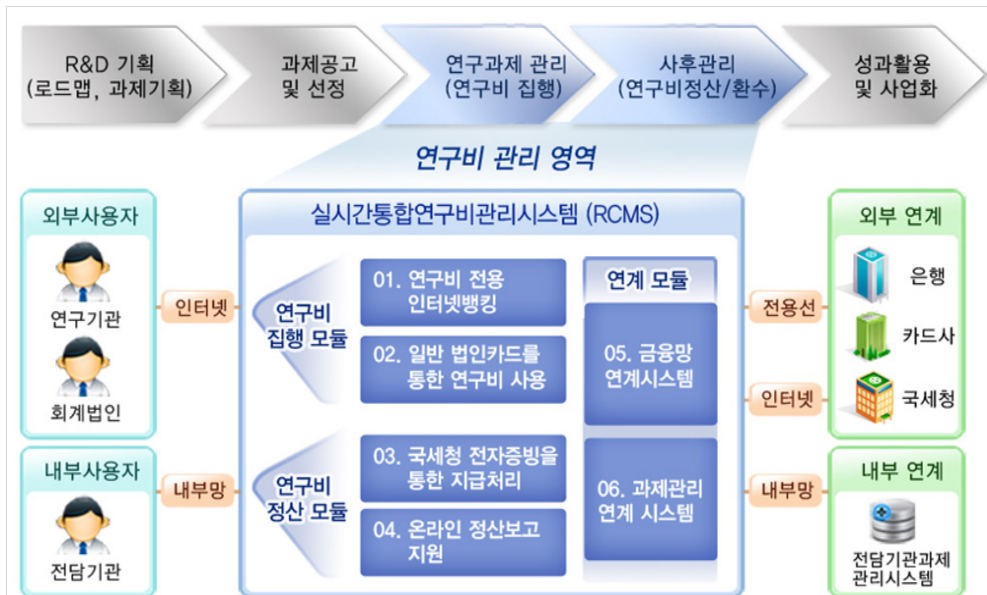 R&D 기획
(로드맵, 과제기획)
과제공고
및 선정
연구과제 관리
(연구비 집행)
사후관리
(연구비정산/환수)
성과활용
및 사업화
연구비 관리 영역
외부사용자
연구기관
회계법인
인터넷
내부사용자
전담기관
내부망
실시간통합연구비관리시스템 (RCMS)
연구비
집행 모듈
01. 연구비 전용
인터넷뱅킹
02. 일반 법인카드를
통한 연구비 사용
연구비
정산 모듈
03. 국세청 전자증빙을
통한 지급처리
04. 온라인 정산보고
지원
연계 모듈
05. 금융망
연계시스템
06. 과제관리
연계 시스템
전용선
인터넷
내부망
외부 연계
은행
카드사
국세청
내부 연계
전담기관과제
관리시스템